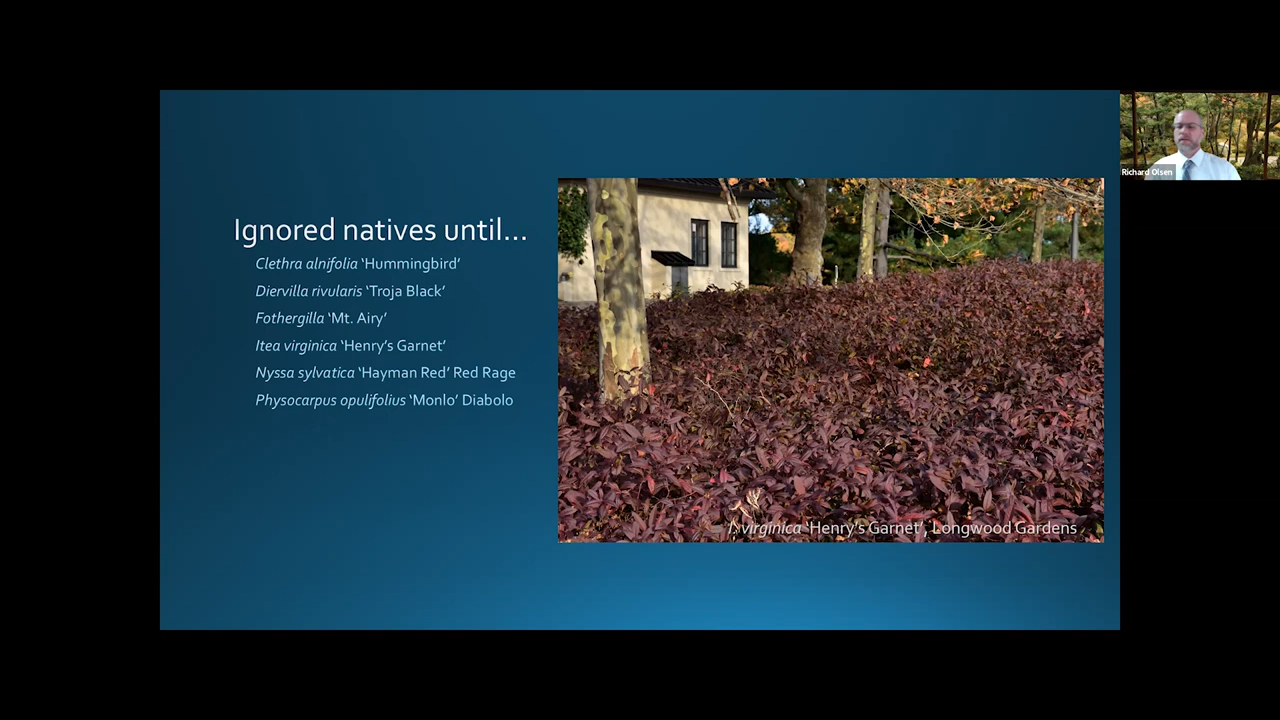 Ignored natives until...
Clethra alnifolia ‘Hummingbird’
Diervilla rivularis ‘Troja Black’
Fothergilla ‘Mt. Airy’
Itea virginica ‘Henry’s Garnet’
Nyssa sylvatica ‘Hayman Red’ Red Rage
Physocarpus opulifolius ‘Monlo’ Diabolo
I. virginica ‘Henry’s Garnet’, Longwood Gardens
Richard Olsen